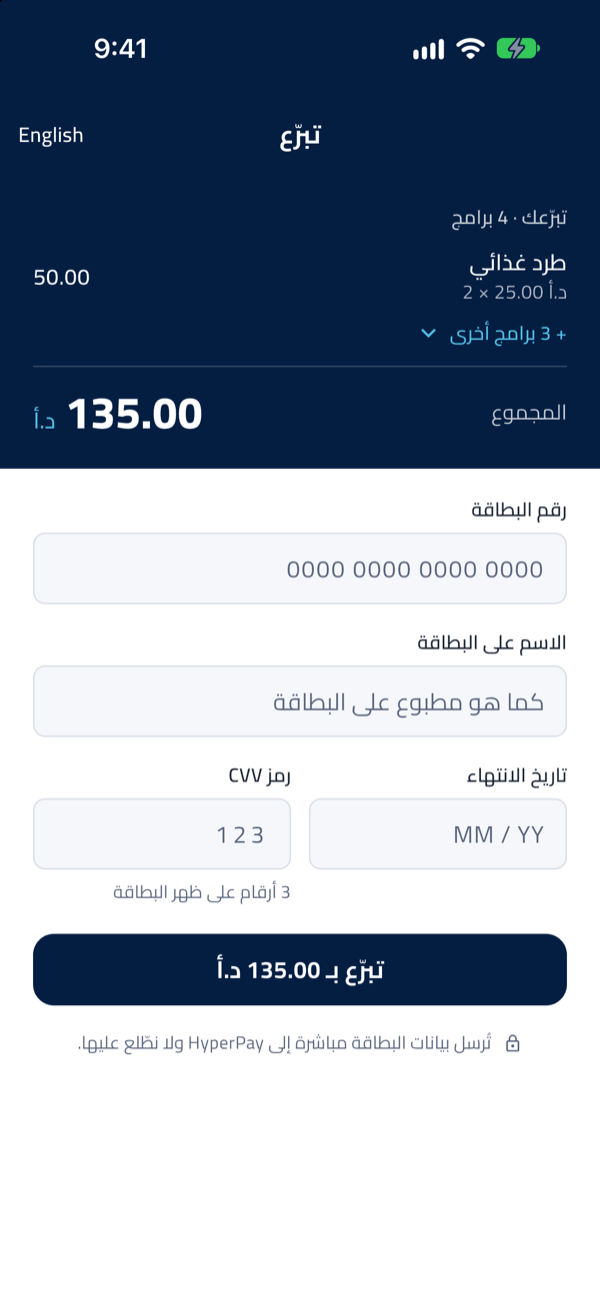 9:41
تبرّع
English
تبرّعك · 4 برامج
طرد غذائي
50.00
2 × 25.00 د.أ
+ 3 برامج أخرى
المجموع
135.00 د.أ
رقم البطاقة
0000 0000 0000 0000
الاسم على البطاقة
كما هو مطبوع على البطاقة
تاريخ الانتهاء
رمز CVV
MM / YY
1 2 3
3 أرقام على ظهر البطاقة
تبرّع بـ 135.00 د.أ
تُرسل بيانات البطاقة مباشرة إلى HyperPay ولا نطّلع عليها.